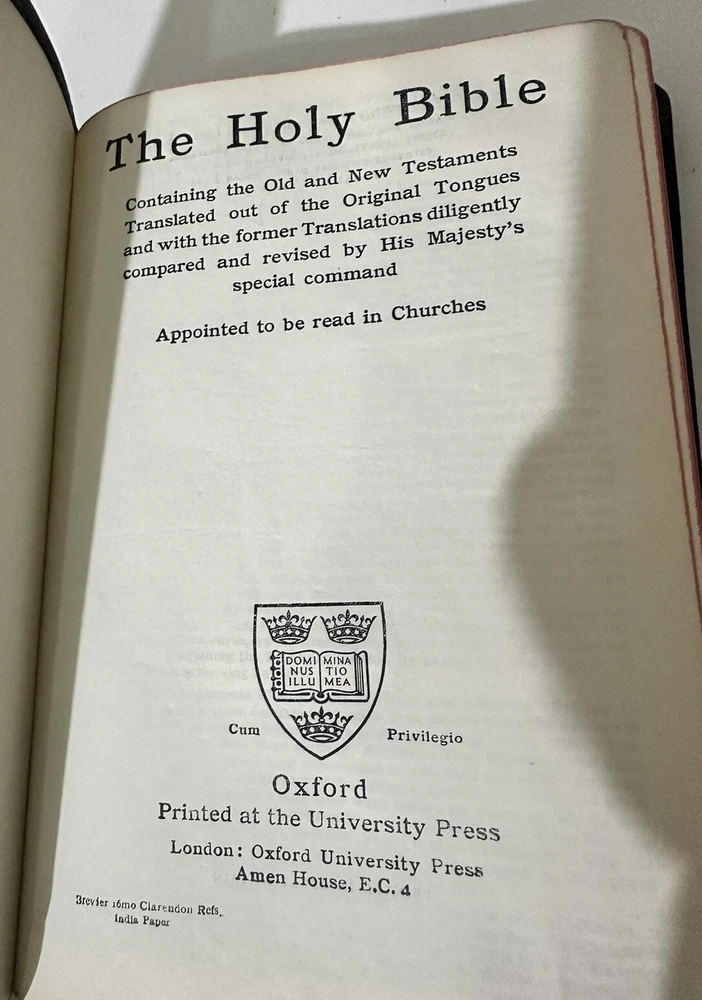 The Holy Bible
Containing the Old and New Testaments
Translated out of the Original Tongues
and with the former Translations diligently
compared and revised by His Majesty's
special command
Appointed to be read in Churches
DOMI MINA
NUS TIO
ILLU MEA
Cum Privilegio
Oxford
Printed at the University Press
London: Oxford University Press
Amen House, E.C. 4
Brevier 16mo Clarendon Refs.
India Paper